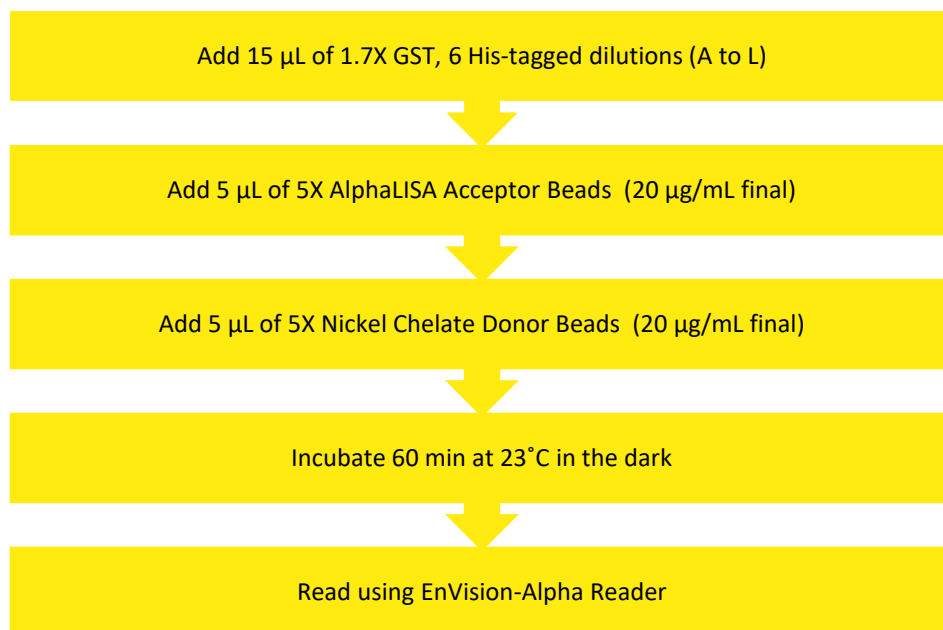 Add 15 µL of 1.7X GST, 6 His-tagged dilutions (A to L)
Add 5 µL of 5X AlphaLISA Acceptor Beads (20 µg/mL final)
Add 5 µL of 5X Nickel Chelate Donor Beads (20 µg/mL final)
Incubate 60 min at 23˚C in the dark
Read using EnVision-Alpha Reader